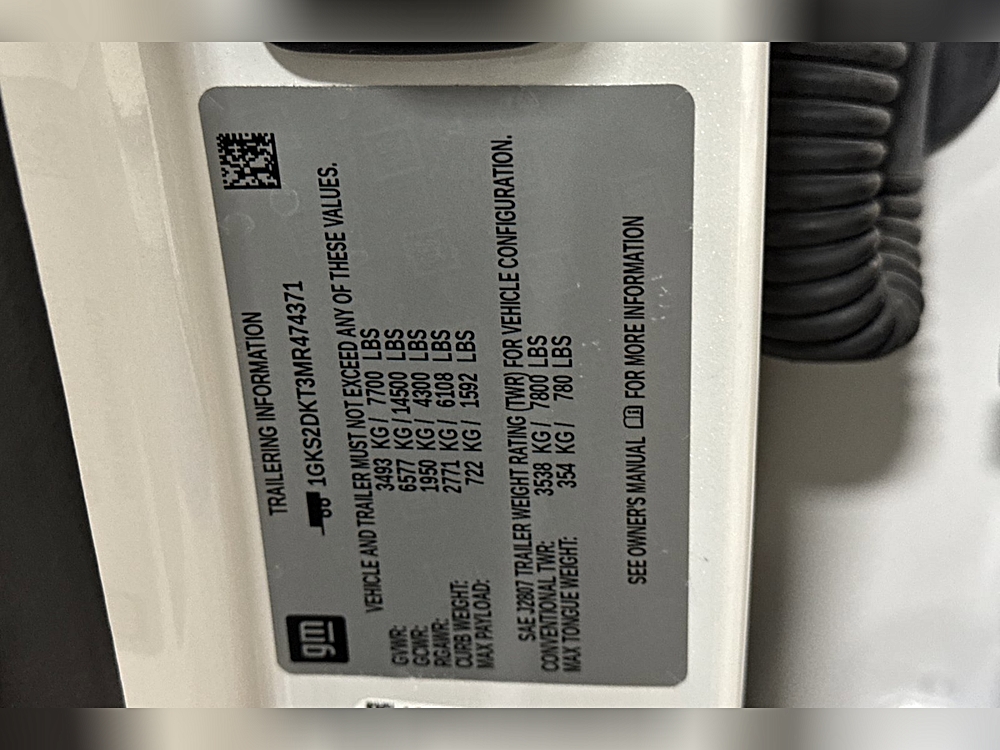 TRAILERING INFORMATION
1GKS2DKT3MR474371
gm
VEHICLE AND TRAILER MUST NOT EXCEED ANY OF THESE VALUES.
GVWR: 3493 KG / 7700 LBS
GCWR: 6577 KG / 14500 LBS
RGAWR: 1950 KG / 4300 LBS
CURB WEIGHT: 2771 KG / 6108 LBS
MAX PAYLOAD: 722 KG / 1592 LBS
SAE J2807 TRAILER WEIGHT RATING (TWR) FOR VEHICLE CONFIGURATION.
CONVENTIONAL TWR: 3538 KG / 7800 LBS
MAX TONGUE WEIGHT: 354 KG / 780 LBS
SEE OWNER'S MANUAL FOR MORE INFORMATION